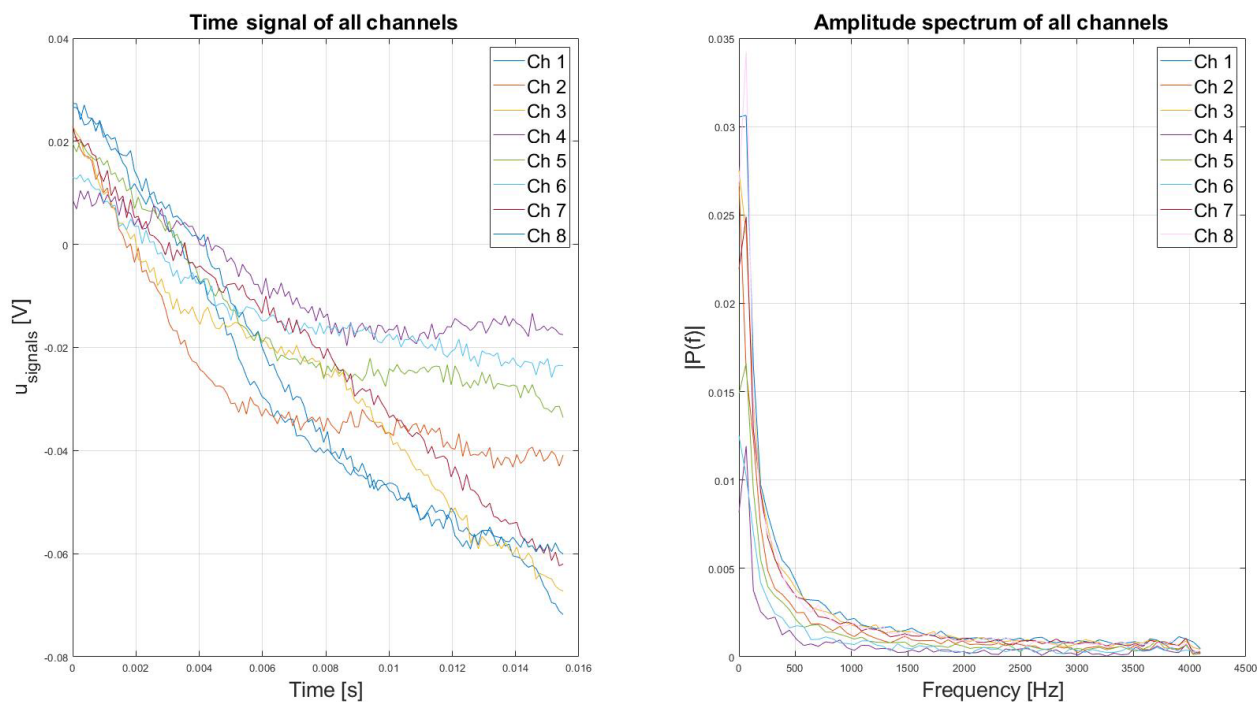 Time signal of all channels
0.04
0.02
0
-0.02
-0.04
-0.06
-0.08
u_signals [V]
0
0.002
0.004
0.006
0.008
0.01
0.012
0.014
0.016
Time [s]
Ch 1
Ch 2
Ch 3
Ch 4
Ch 5
Ch 6
Ch 7
Ch 8
Amplitude spectrum of all channels
0.035
0.03
0.025
0.02
0.015
0.01
0.005
0
|P(f)|
0
500
1000
1500
2000
2500
3000
3500
4000
4500
Frequency [Hz]
Ch 1
Ch 2
Ch 3
Ch 4
Ch 5
Ch 6
Ch 7
Ch 8